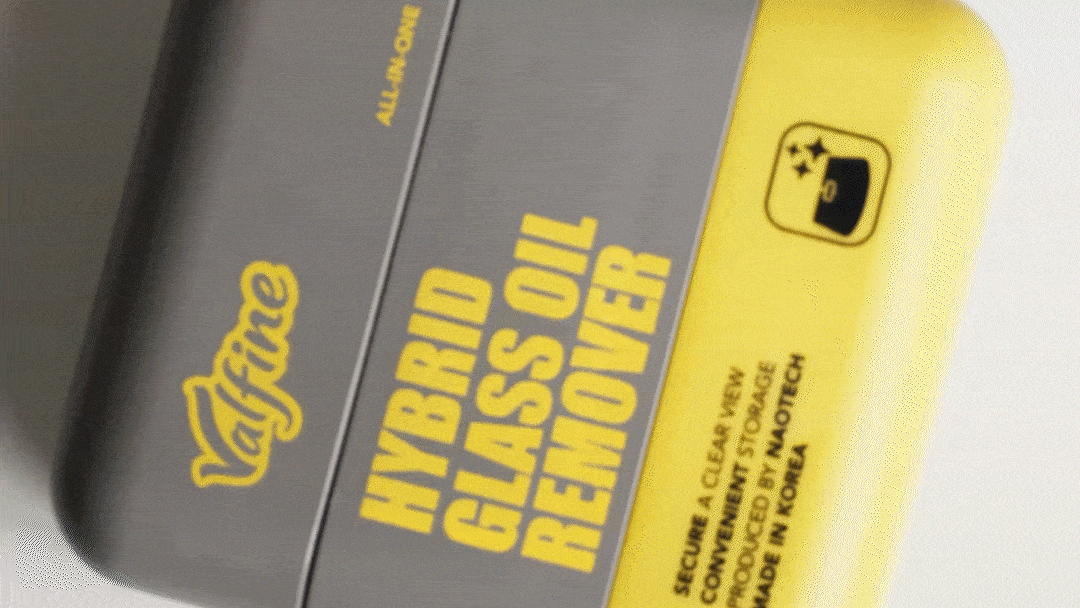 Valfine
ALL-IN-ONE
HYBRID
GLASS OIL
REMOVER
SECURE A CLEAR VIEW
CONVENIENT STORAGE
PRODUCED BY NAOTECH
MADE IN KOREA